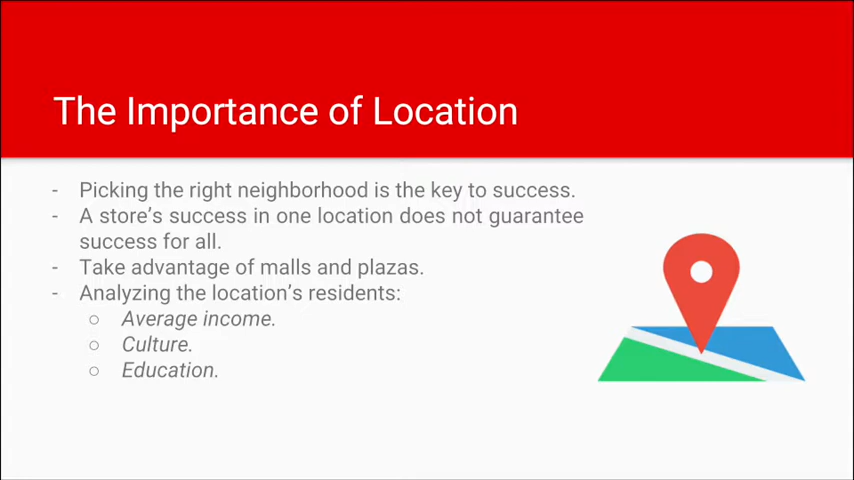 The Importance of Location
- Picking the right neighborhood is the key to success.
- A store's success in one location does not guarantee
success for all.
- Take advantage of malls and plazas.
- Analyzing the location's residents:
○ Average income.
○ Culture.
○ Education.